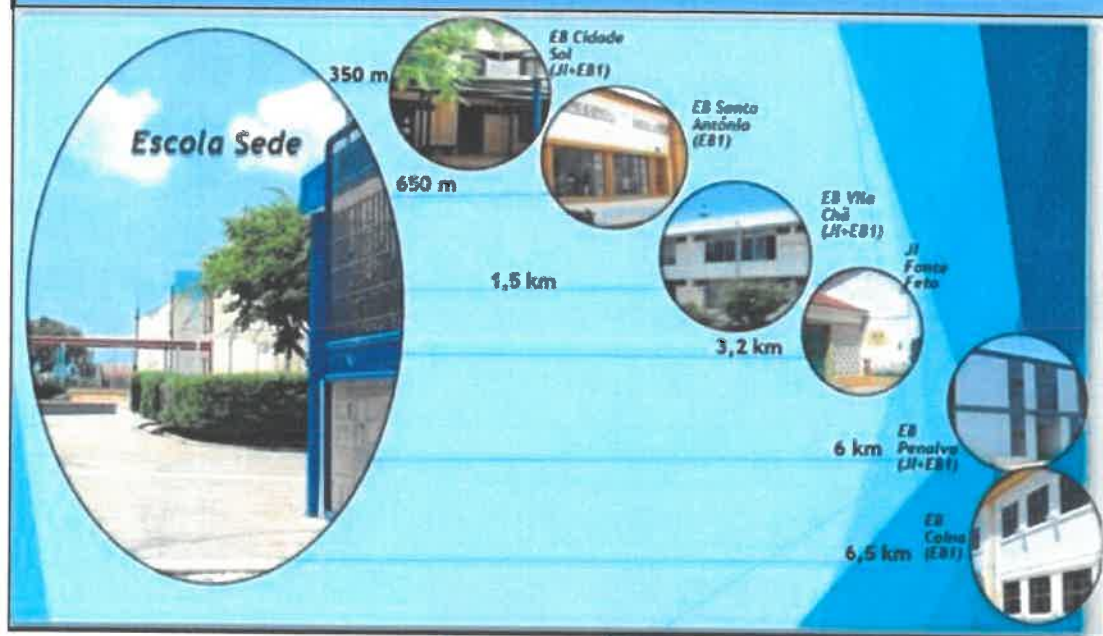 Escola Sede
350 m
EB Cidade
Sol
(JI+EB1)
650 m
EB Santo
António
(EB1)
1,5 km
EB Vila
Chã
(JI+EB1)
3,2 km
JI
Fonte
Feto
6 km
EB
Penalva
(JI+EB1)
6,5 km
EB
Coina
(EB1)